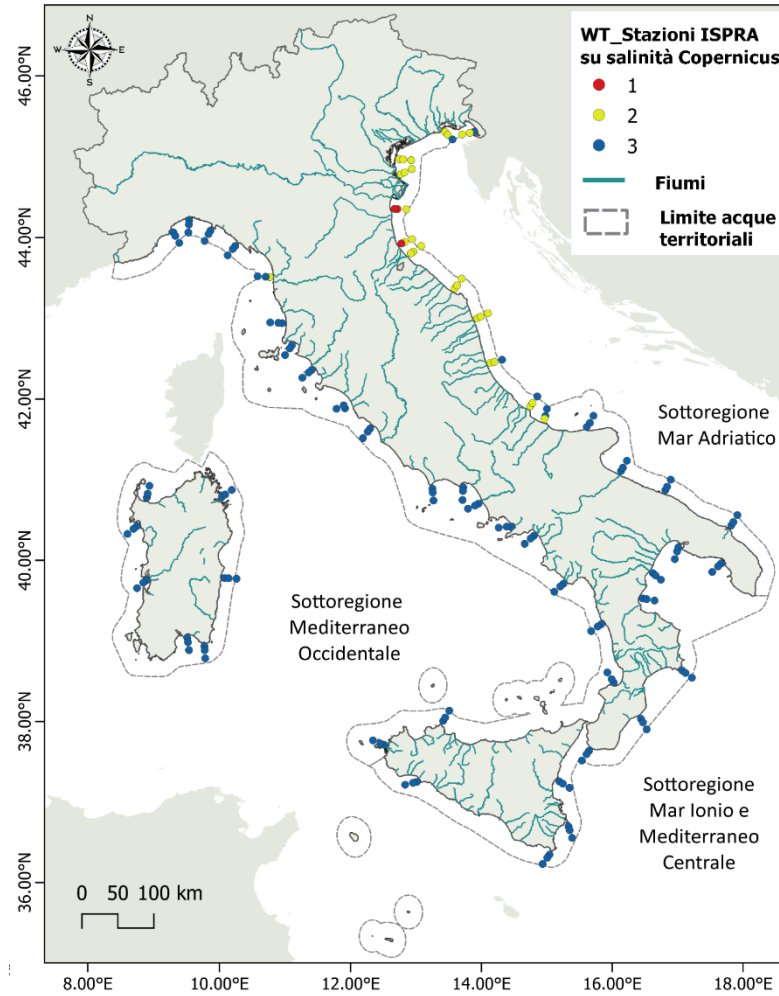 N
W
E
S
WT_Stazioni ISPRA
su salinità Copernicus
1
2
3
Fiumi
Limite acque
territoriali
46.00°N
44.00°N
42.00°N
40.00°N
38.00°N
36.00°N
Sottoregione
Mar Adriatico
Sottoregione
Mediterraneo
Occidentale
Sottoregione
Mar Ionio e
Mediterraneo
Centrale
0 50 100 km
8.00°E 10.00°E 12.00°E 14.00°E 16.00°E 18.00°E